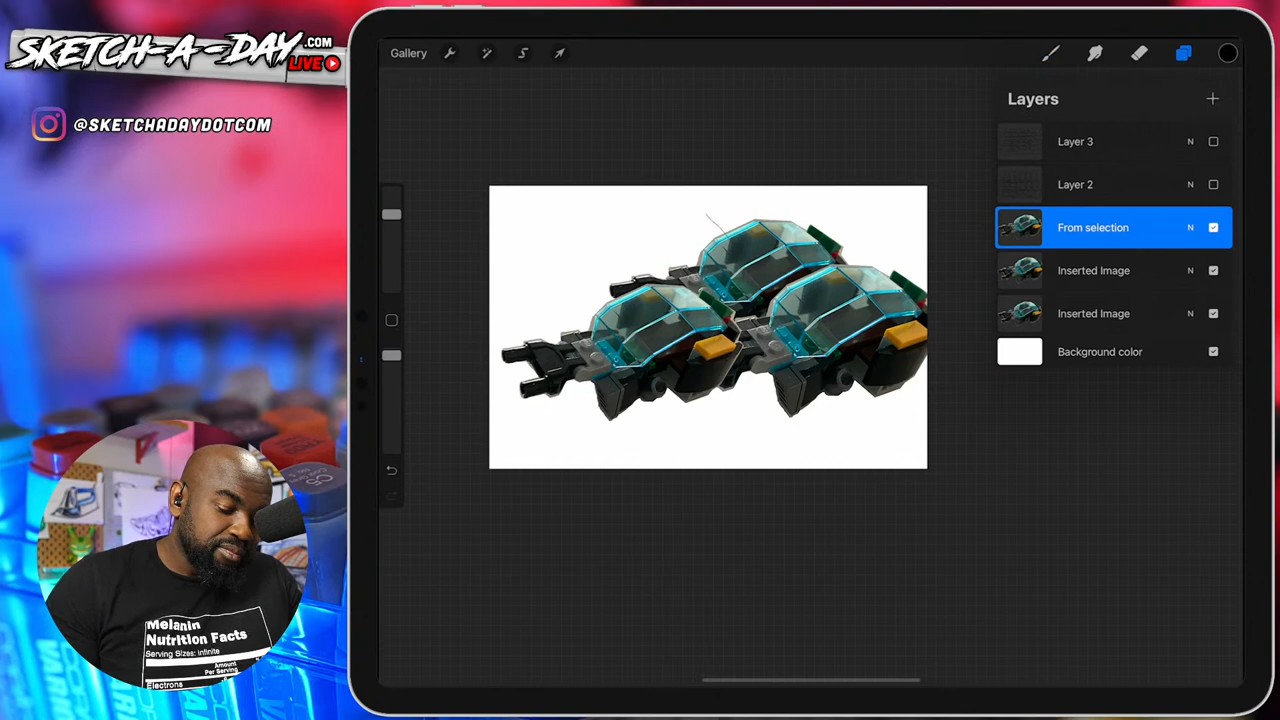 SKETCH-A-DAY.COM
LIVE
@SKETCHADAYDOTCOM
Gallery
Layers
Layer 3 N
Layer 2 N
From selection N
Inserted Image N
Inserted Image N
Background color
Melanin
Nutrition Facts
Serving Sizes: Infinite
Amount
Per Serving
Electrons
C5